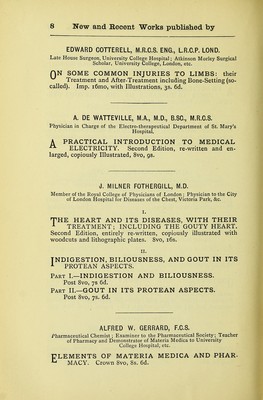 8 New and Recent Works published by
EDWARD COTTERELL, M.R.C.S. ENG., L.R.C.P. LOND.
Late House Surgeon, University College Hospital; Atkinson Morley Surgical
Scholar, University College, London, etc.
ON SOME COMMON INJURIES TO LIMBS: their
Treatment and After-Treatment including Bone-Setting (so-
called). Imp. 16mo, with Illustrations, 3s. 6d.
A. DE WATTEVILLE, M.A., M.D., B.SC., M.R.C.S.
Physician in Charge of the Electro-therapeutical Department of St. Mary's
Hospital.
A PRACTICAL INTRODUCTION TO MEDICAL
ELECTRICITY. Second Edition, re-written and en-
larged, copiously Illustrated, 8vo, 9s.
J. MILNER FOTHERGILL, M.D.
Member of the Royal College of Physicians of London; Physician to the City
of London Hospital for Diseases of the Chest, Victoria Park, &c.
I.
THE HEART AND ITS DISEASES, WITH THEIR
TREATMENT; INCLUDING THE GOUTY HEART.
Second Edition, entirely re-written, copiously illustrated with
woodcuts and lithographic plates. 8vo, 16s.
II.
INDIGESTION, BILIOUSNESS, AND GOUT IN ITS
PROTEAN ASPECTS.
PART I.—INDIGESTION AND BILIOUSNESS.
Post 8vo, 7s 6d.
PART II.—GOUT IN ITS PROTEAN ASPECTS.
Post 8vo, 7s. 6d.
ALFRED W. GERRARD, F.C.S.
Pharmaceutical Chemist; Examiner to the Pharmaceutical Society; Teacher
of Pharmacy and Demonstrator of Materia Medica to University
College Hospital, etc.
ELEMENTS OF MATERIA MEDICA AND PHAR-
MACY. Crown 8vo, 8s. 6d.